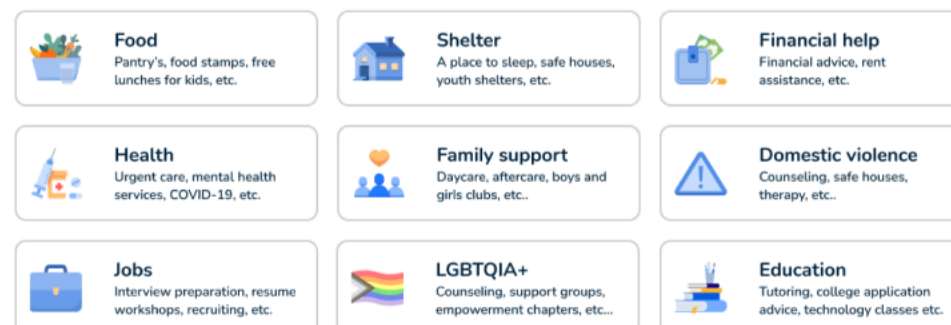 Food
Pantry's, food stamps, free
lunches for kids, etc.
Shelter
A place to sleep, safe houses,
youth shelters, etc.
Financial help
Financial advice, rent
assistance, etc.
Health
Urgent care, mental health
services, COVID-19, etc.
Family support
Daycare, aftercare, boys and
girls clubs, etc..
Domestic violence
Counseling, safe houses,
therapy, etc..
Jobs
Interview preparation, resume
workshops, recruiting, etc.
LGBTQIA+
Counseling, support groups,
empowerment chapters, etc...
Education
Tutoring, college application
advice, technology classes etc.